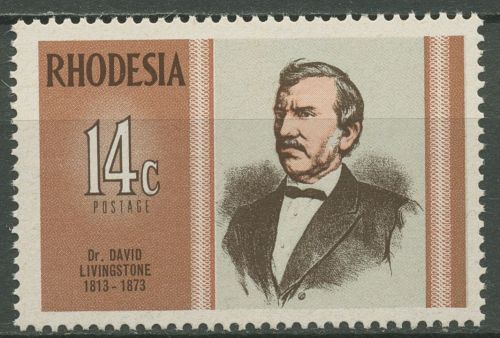 RHODESIA
14c
POSTAGE
Dr. DAVID
LIVINGSTONE
1813 - 1873